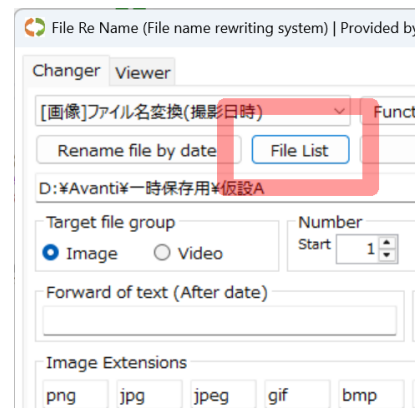 File Re Name (File name rewriting system) | Provided by
Changer Viewer
[画像]ファイル名変換(撮影日時) Funct
Rename file by date File List
D:¥Avanti¥一時保存用¥仮設A
Target file group Number
Image Video Start 1
Forward of text (After date)
Image Extensions
png jpg jpeg gif bmp